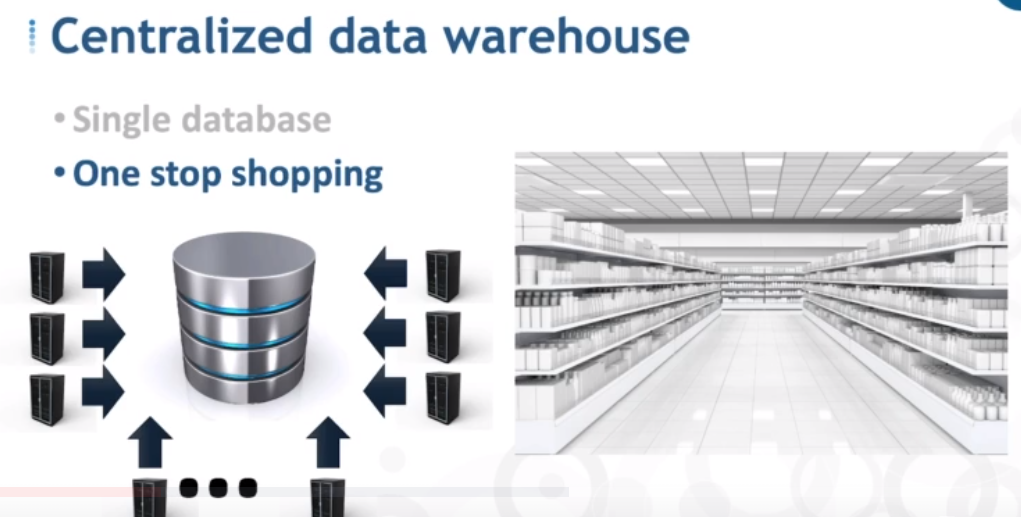 Centralized data warehouse
• Single database
• One stop shopping